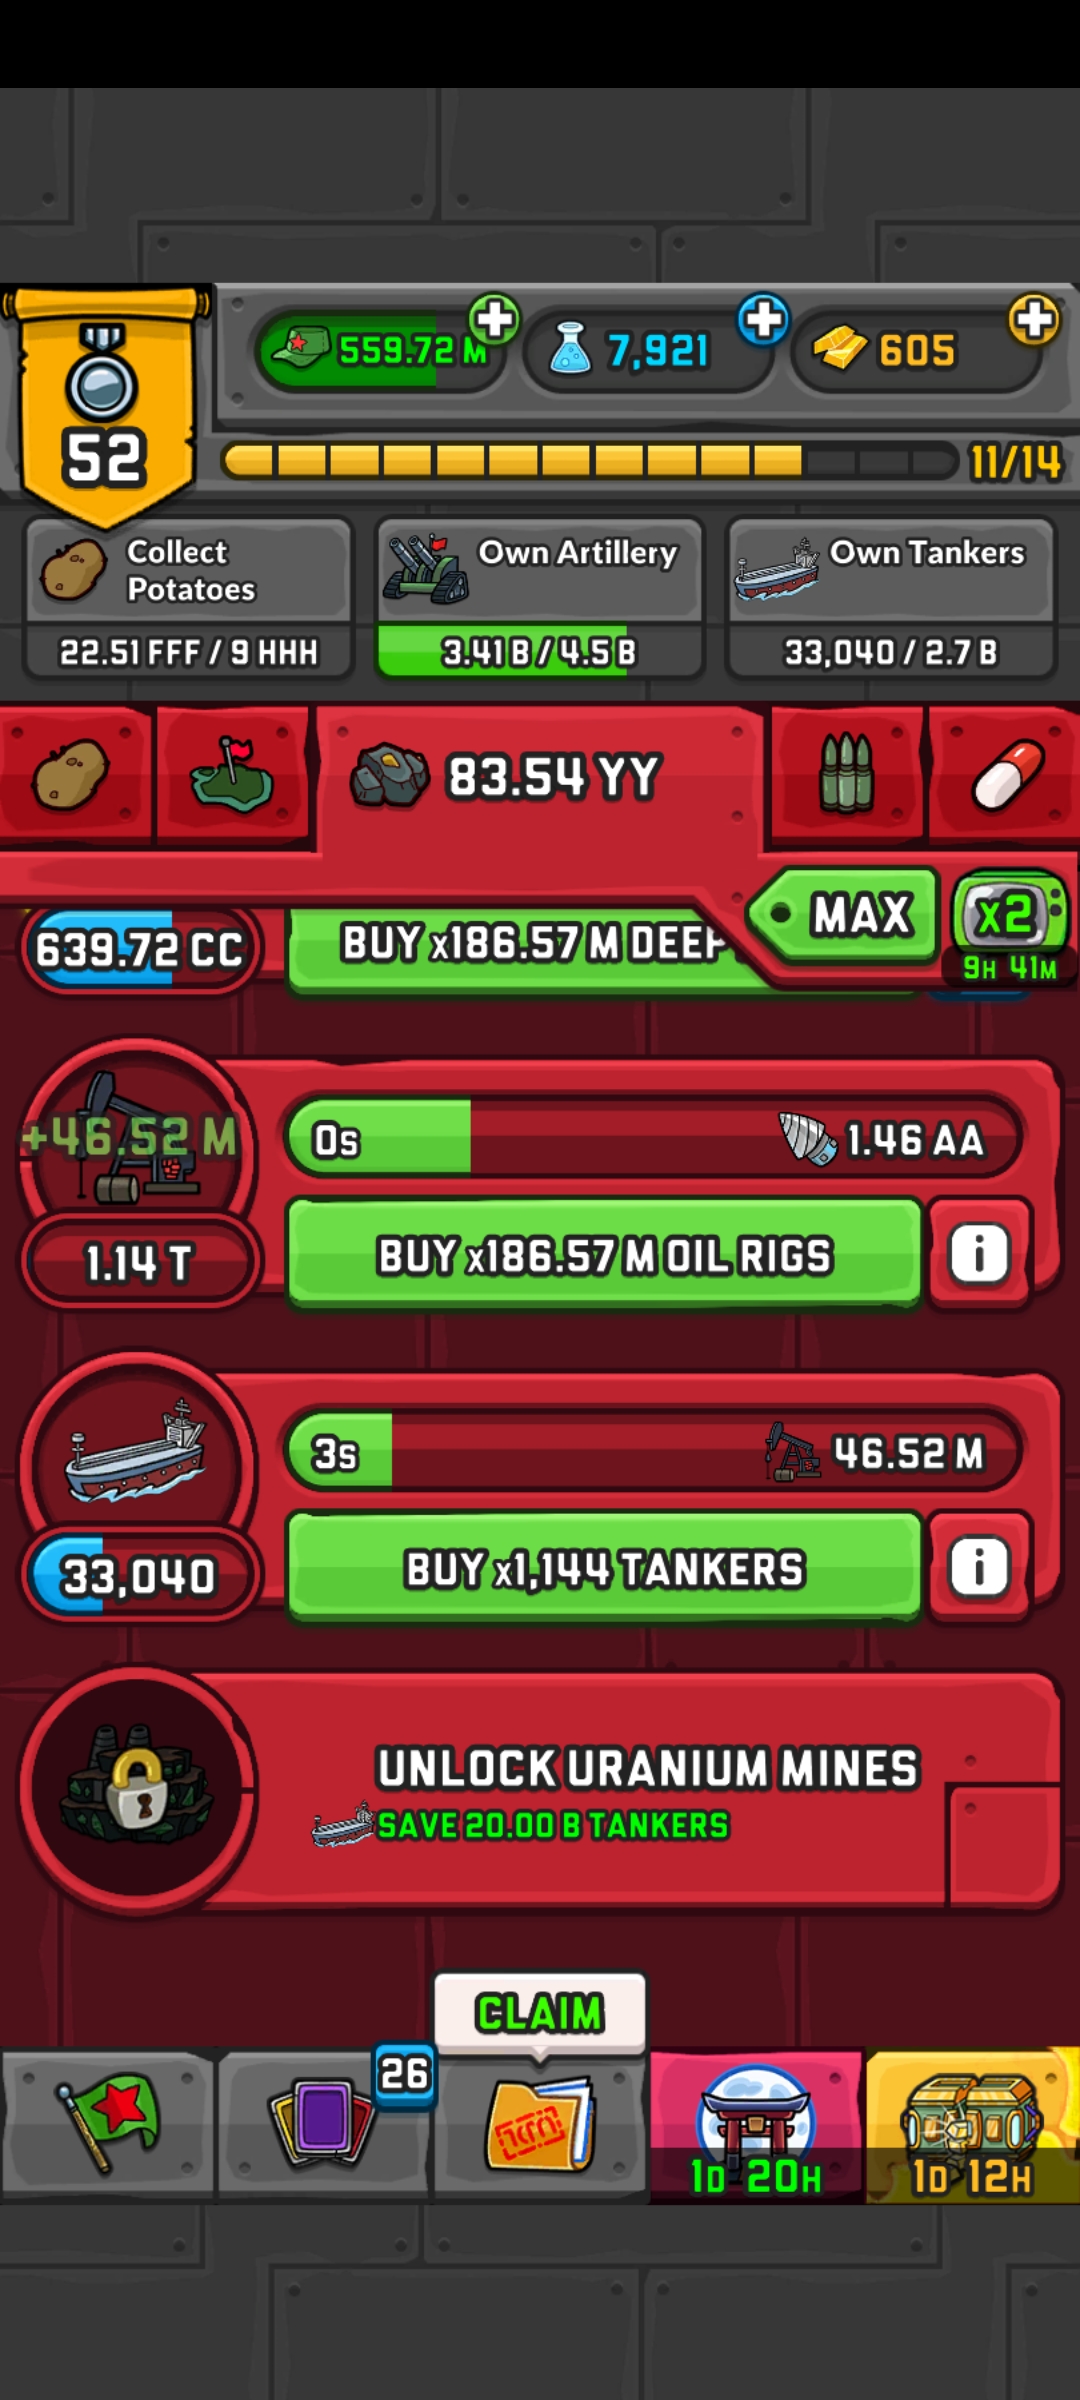 52
559.72 M
7,921
605
11/14
Collect
Potatoes
22.51 FFF / 9 HHH
Own Artillery
3.41 B / 4.5 B
Own Tankers
33,040 / 2.7 B
83.54 YY
MAX
x2
9H 41M
639.72 CC
BUY x186.57 M DEEP
+46.52 M
0s
1.46 AA
1.14 T
BUY x186.57 M OIL RIGS
i
3s
46.52 M
33,040
BUY x1,144 TANKERS
i
UNLOCK URANIUM MINES
SAVE 20.00 B TANKERS
CLAIM
26
1D 20H
1D 12H